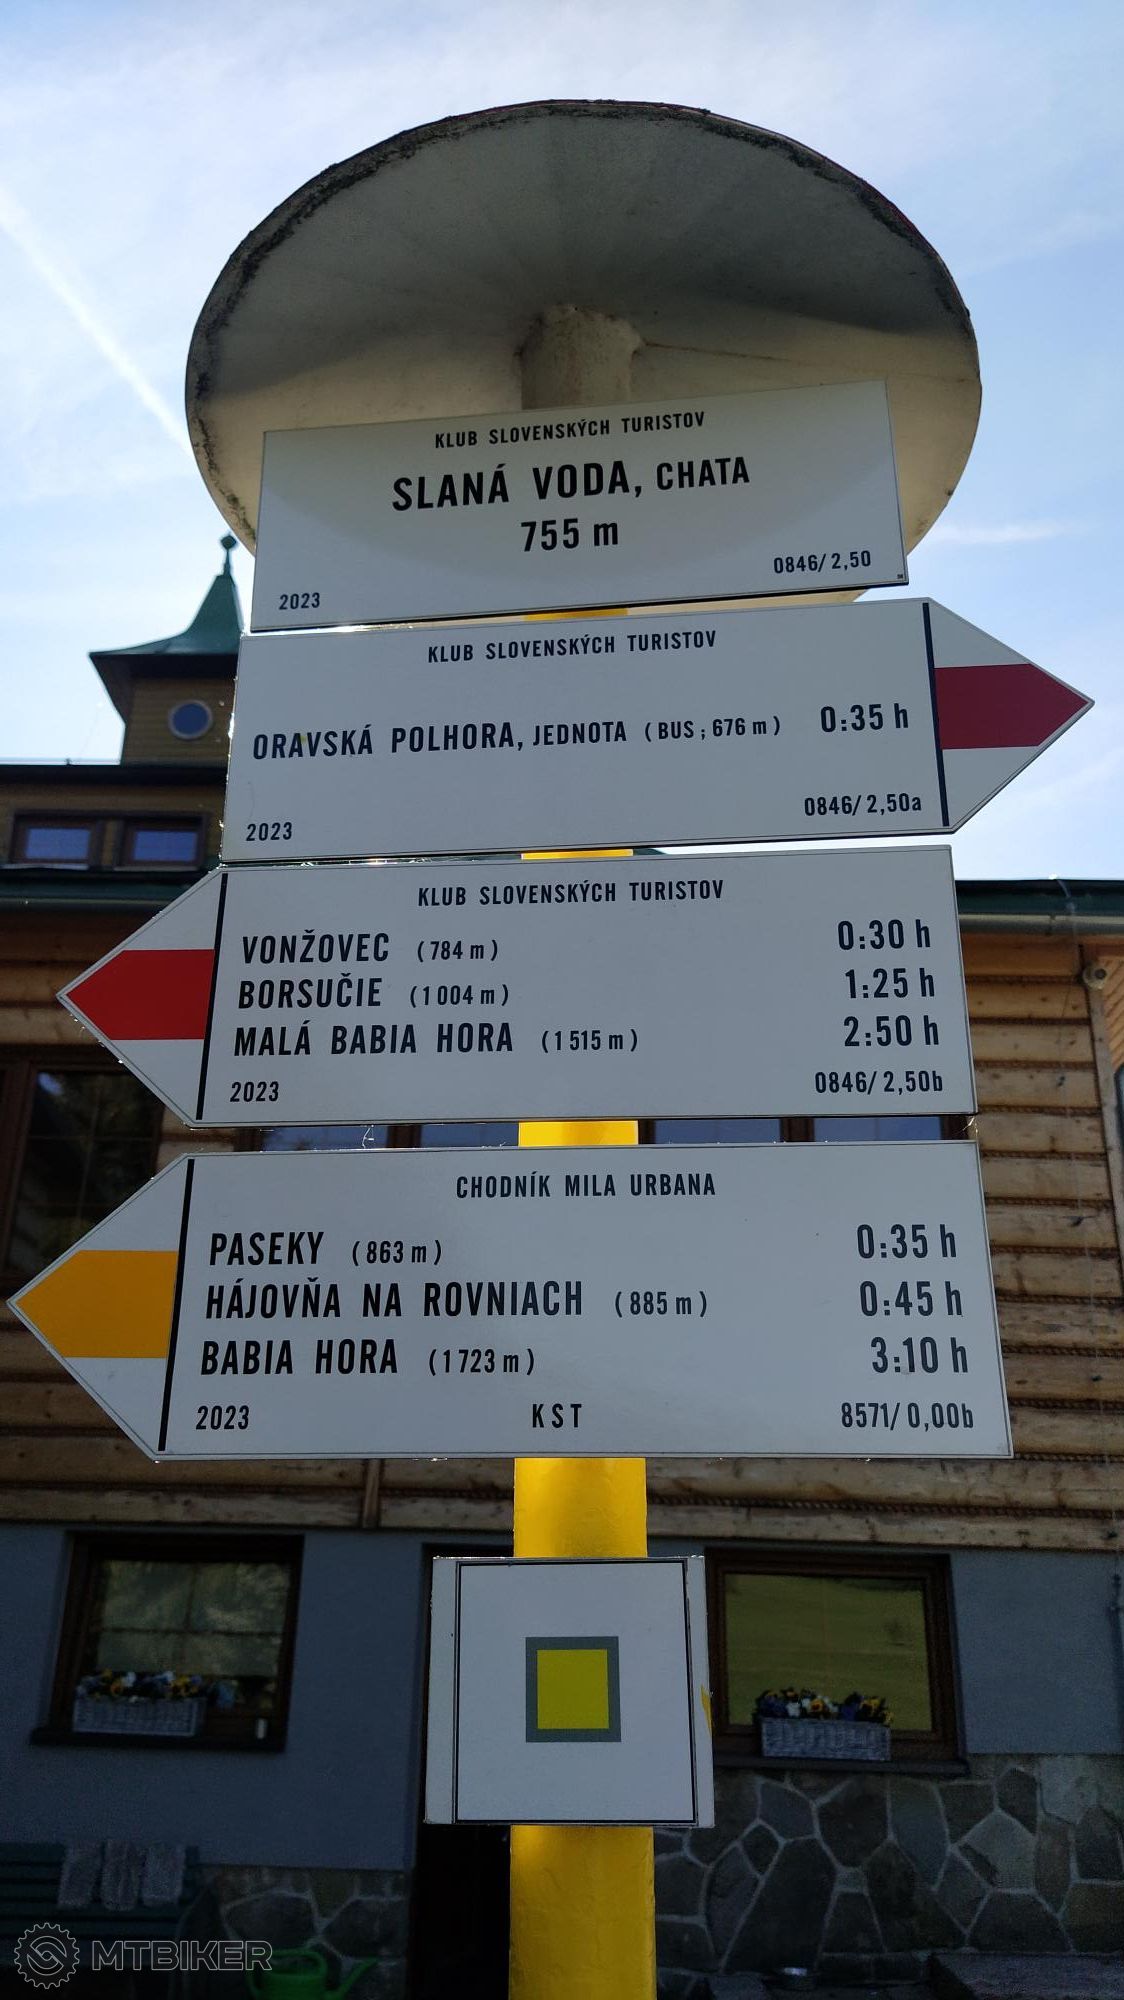 KLUB SLOVENSKÝCH TURISTOV
SLANÁ VODA, CHATA
755 m
2023 0846/2,50
KLUB SLOVENSKÝCH TURISTOV
ORAVSKÁ POLHORA, JEDNOTA (BUS; 676 m) 0:35 h
2023 0846/2,50a
KLUB SLOVENSKÝCH TURISTOV
VONŽOVEC (784 m) 0:30 h
BORSUČIE (1 004 m) 1:25 h
MALÁ BABIA HORA (1 515 m) 2:50 h
2023 0846/2,50b
CHODNÍK MILA URBANA
PASEKY (863 m) 0:35 h
HÁJOVŇA NA ROVNIACH (885 m) 0:45 h
BABIA HORA (1 723 m) 3:10 h
2023 KST 8571/0,00b
MTBIKER